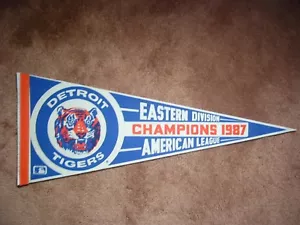 DETROIT
TIGERS
EASTERN DIVISION
CHAMPIONS 1987
AMERICAN LEAGUE